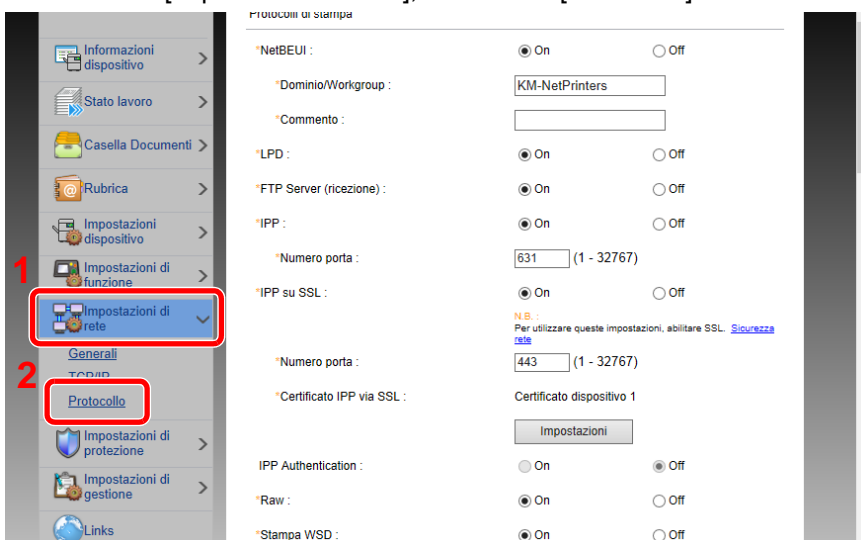 Protocolli di stampa
Informazioni
dispositivo
Stato lavoro
Casella Documenti
Rubrica
Impostazioni
dispositivo
1
Impostazioni di
funzione
Impostazioni di
rete
Generali
2
TCP/IP
Protocollo
Impostazioni di
protezione
Impostazioni di
gestione
Links
*NetBEUI : On Off
*Dominio/Workgroup : KM-NetPrinters
*Commento :
*LPD : On Off
*FTP Server (ricezione) : On Off
*IPP : On Off
*Numero porta : 631 (1 - 32767)
*IPP su SSL : On Off
N.B. :
Per utilizzare queste impostazioni, abilitare SSL. Sicurezza
rete
*Numero porta : 443 (1 - 32767)
*Certificato IPP via SSL : Certificato dispositivo 1
Impostazioni
IPP Authentication : On Off
*Raw : On Off
*Stampa WSD : On Off